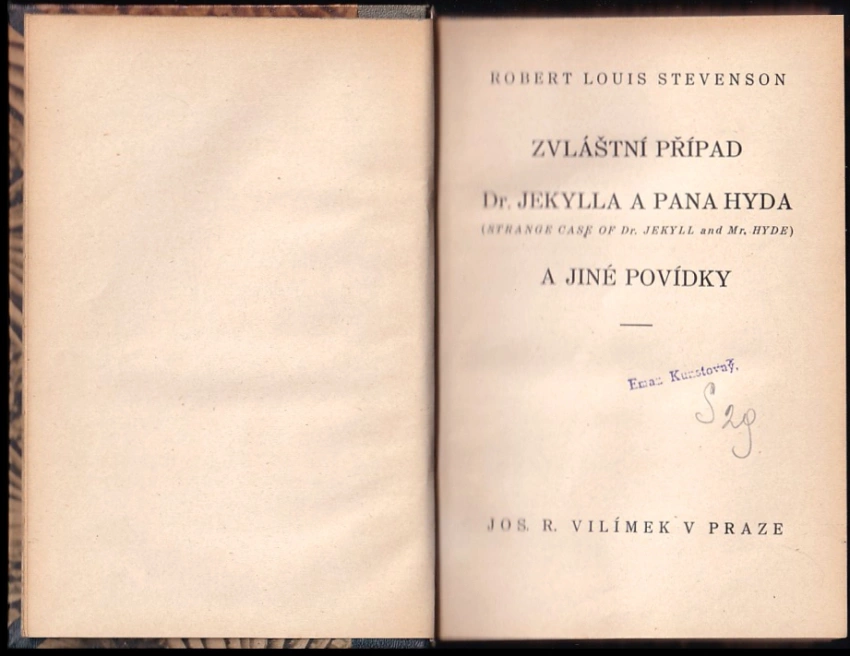 ROBERT LOUIS STEVENSON
ZVLÁŠTNÍ PŘÍPAD
Dr. JEKYLLA A PANA HYDA
(STRANGE CASE OF Dr. JEKYLL and Mr. HYDE)
A JINÉ POVÍDKY
JOS. R. VILÍMEK V PRAZE